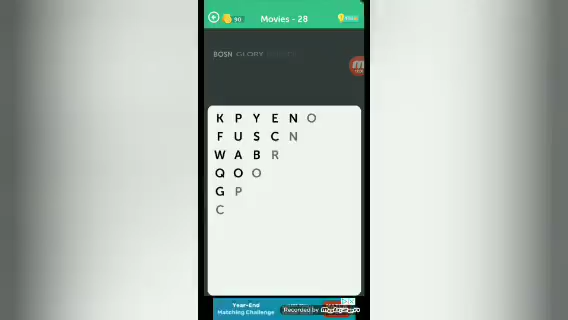 90
Movies - 28
BOSN GLORY
K P Y E N O
F U S C N
W A B R
Q O O
G P
C
Year-End
Matching Challenge
Recorded by